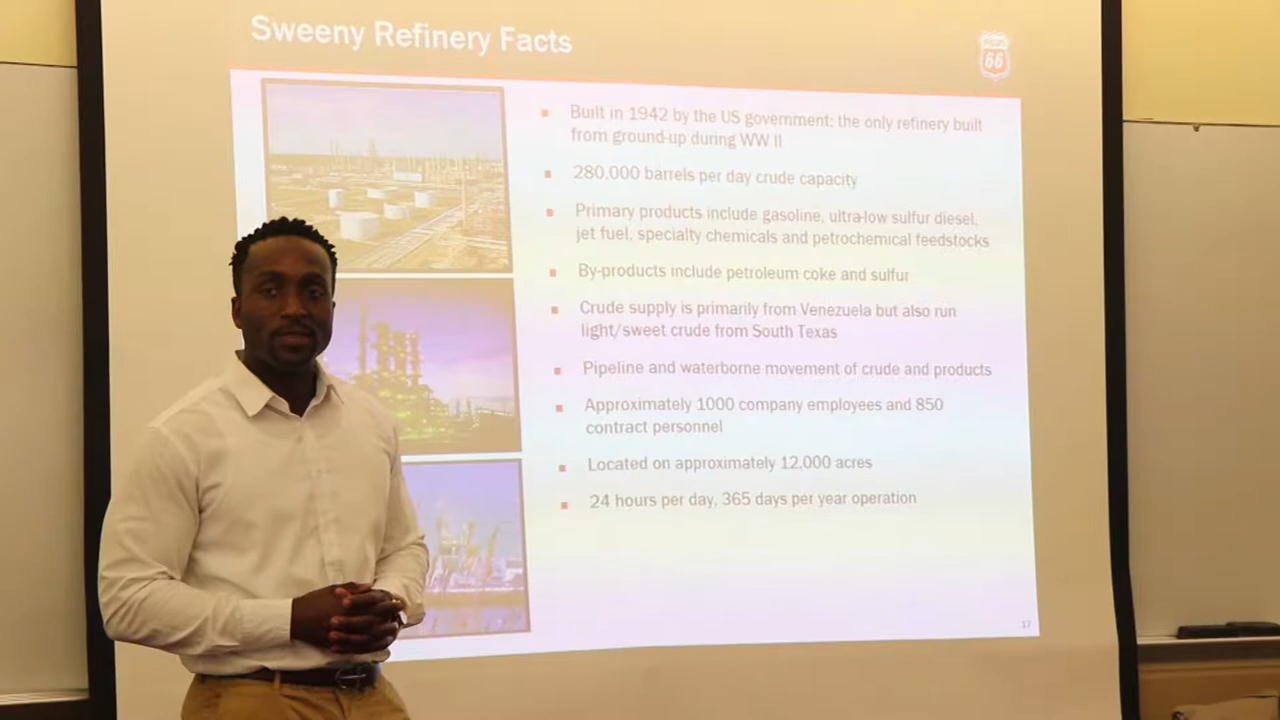 Sweeny Refinery Facts
66
Built in 1942 by the US government; the only refinery built
from ground-up during WW II
280,000 barrels per day crude capacity
Primary products include gasoline, ultra-low sulfur diesel,
jet fuel, specialty chemicals and petrochemical feedstocks
By-products include petroleum coke and sulfur
Crude supply is primarily from Venezuela but also run
light/sweet crude from South Texas
Pipeline and waterborne movement of crude and products
Approximately 1000 company employees and 850
contract personnel
Located on approximately 12,000 acres
24 hours per day, 365 days per year operation
17